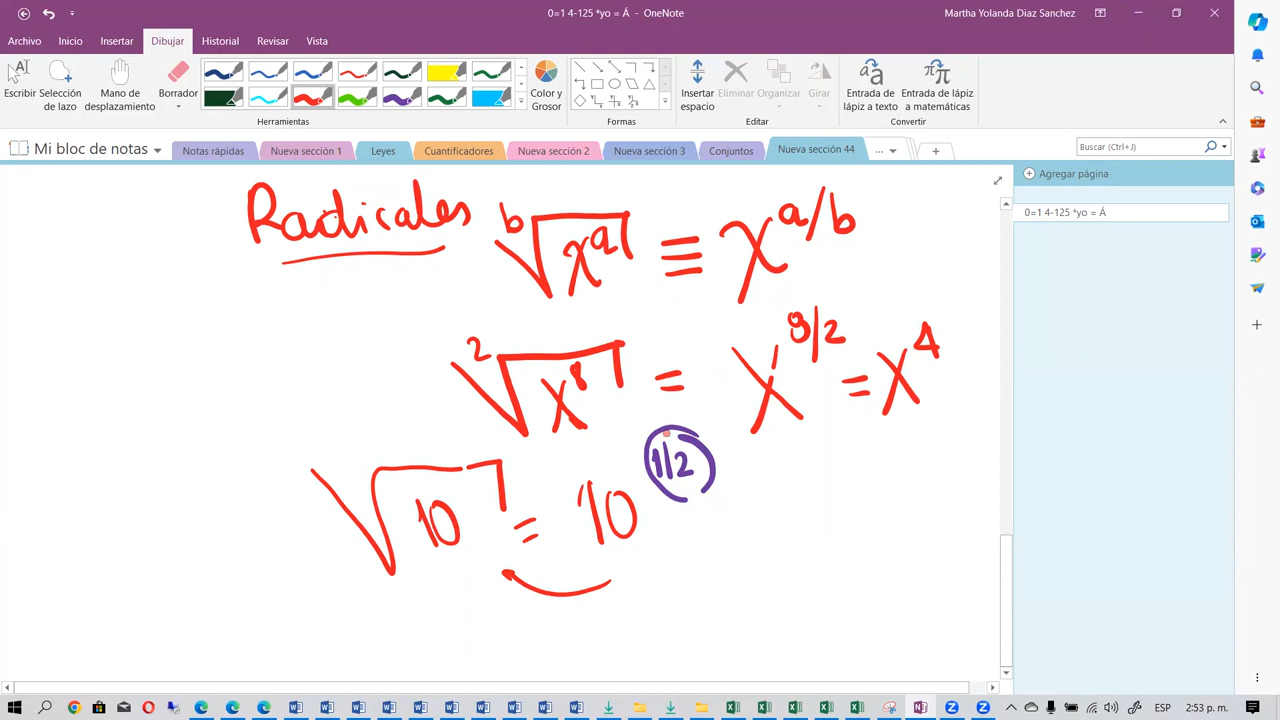 0=1 4-125 *yo = Á - OneNote
Martha Yolanda Diaz Sanchez
Archivo Inicio Insertar Dibujar Historial Revisar Vista
Escribir Selección de lazo Mano de desplazamiento Borrador Color y Grosor Insertar espacio Eliminar Organizar Girar Entrada de lápiz a texto Entrada de lápiz a matemáticas
Herramientas Formas Editar Convertir
Mi bloc de notas Notas rápidas Nueva sección 1 Leyes Cuantificadores Nueva sección 2 Nueva sección 3 Conjuntos Nueva sección 44 ... + Buscar (Ctrl+J)
Agregar página
0=1 4-125 *yo = Á
Radicales ᵇ√x^a ≡ x^a/b
²√x^8 = x^8/2 = x^4
√10 = 10^1/2
ESP 2:53 p. m.